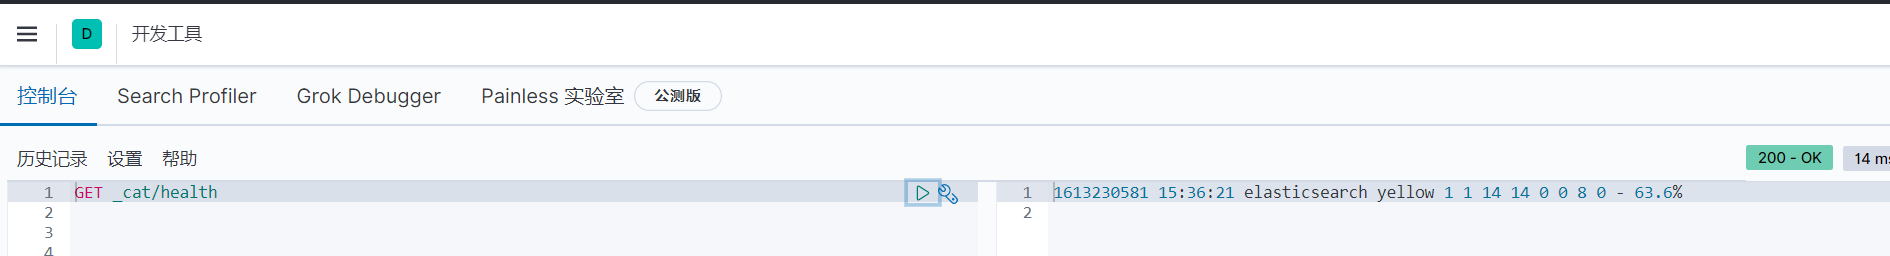 D 开发工具
控制台 Search Profiler Grok Debugger Painless 实验室 公测版
历史记录 设置 帮助
200 - OK 14 ms
1 GET _cat/health
2
3
4
1 1613230581 15:36:21 elasticsearch yellow 1 1 14 14 0 0 8 0 - 63.6%
2